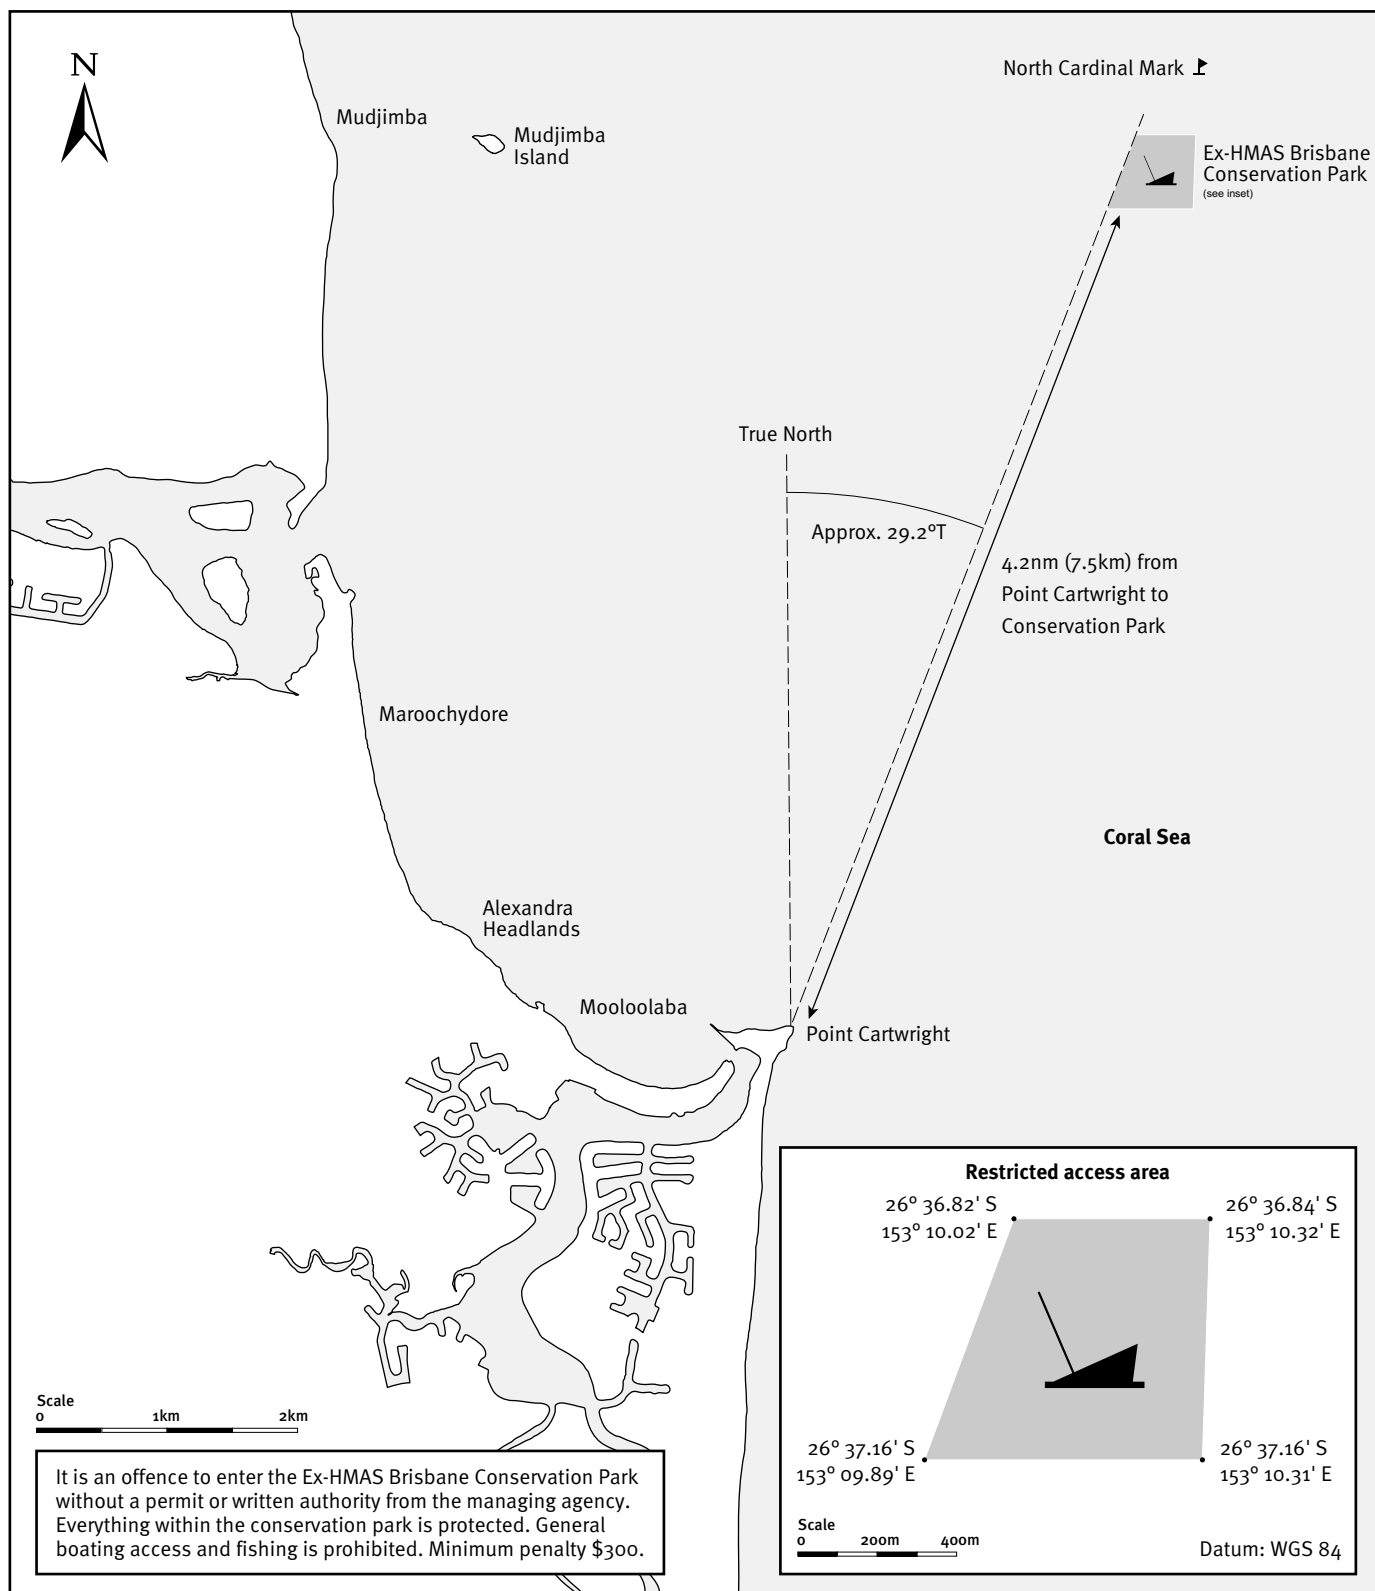 N
North Cardinal Mark
Mudjimba
Mudjimba
Island
Ex-HMAS Brisbane
Conservation Park
(see inset)
True North
Approx. 29.2°T
4.2nm (7.5km) from
Point Cartwright to
Conservation Park
Maroochydore
Coral Sea
Alexandra
Headlands
Mooloolaba
Point Cartwright
Restricted access area
26° 36.82' S
153° 10.02' E
26° 36.84' S
153° 10.32' E
26° 37.16' S
153° 09.89' E
26° 37.16' S
153° 10.31' E
Scale
0 200m 400m
Datum: WGS 84
Scale
0 1km 2km
It is an offence to enter the Ex-HMAS Brisbane Conservation Park
without a permit or written authority from the managing agency.
Everything within the conservation park is protected. General
boating access and fishing is prohibited. Minimum penalty $300.